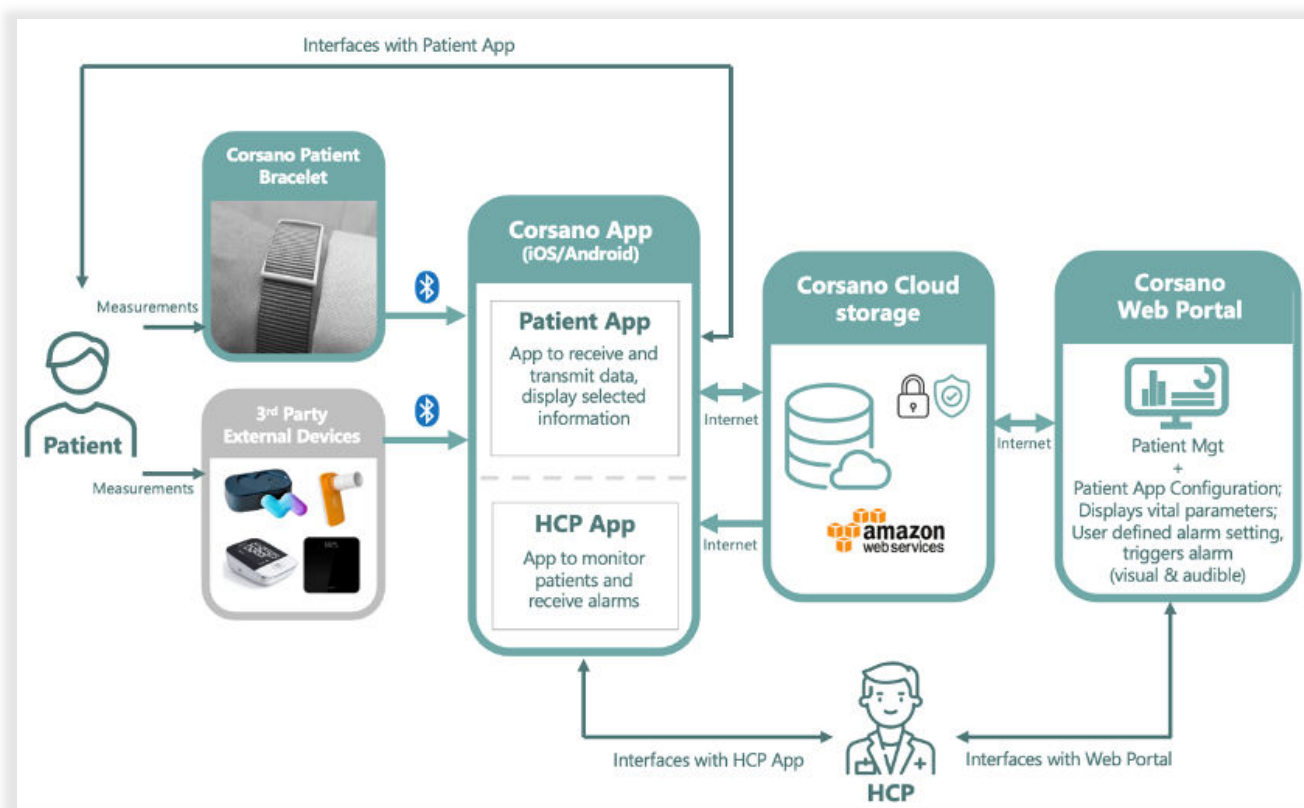 Interfaces with Patient App
Corsano Patient
Bracelet
Measurements
Patient
3rd Party
External Devices
Measurements
Corsano App
(iOS/Android)
Patient App
App to receive and
transmit data,
display selected
information
HCP App
App to monitor
patients and
receive alarms
Internet
Internet
Corsano Cloud
storage
amazon
web services
Internet
Corsano
Web Portal
Patient Mgt
+
Patient App Configuration;
Displays vital parameters;
User defined alarm setting,
triggers alarm
(visual & audible)
Interfaces with HCP App
HCP
Interfaces with Web Portal